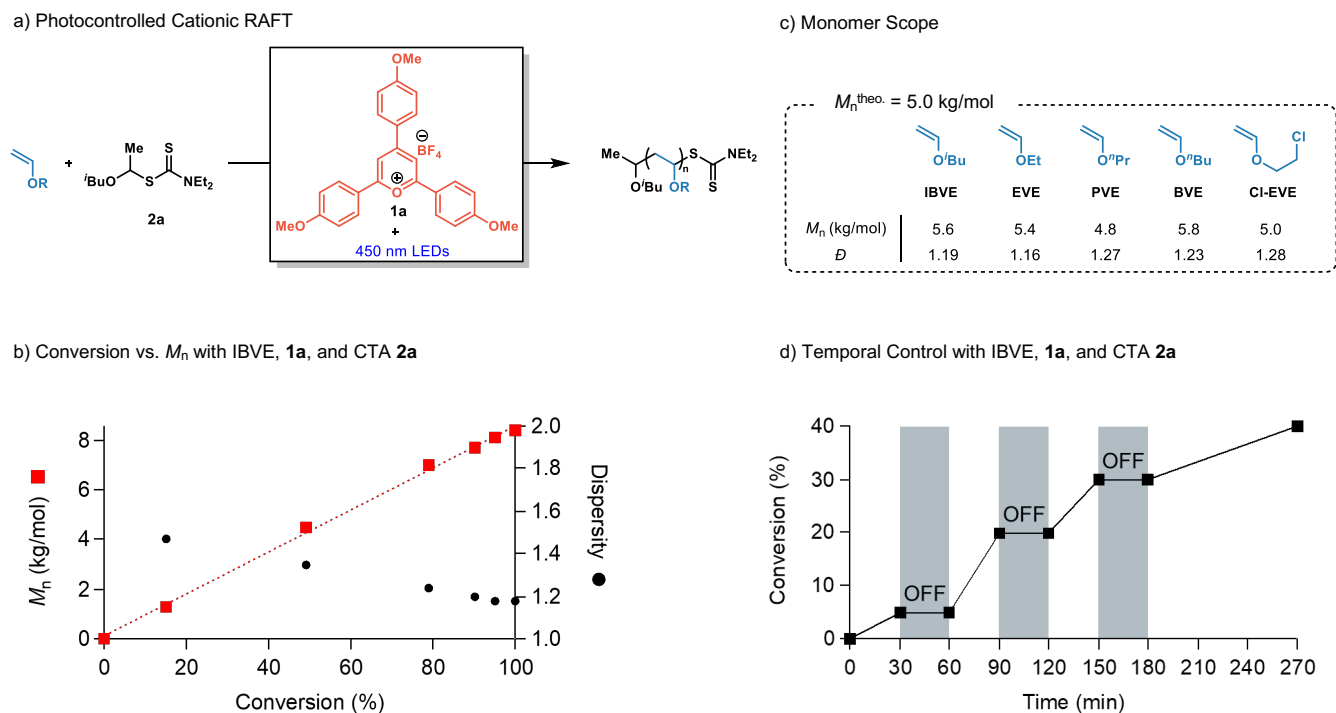 a) Photocontrolled Cationic RAFT
OR
+
Me
iBuO
S
S
NEt2
2a
OMe
BF4
⊖
O
⊕
MeO
OMe
1a
+
450 nm LEDs
Me
OiBu
OR
n
S
NEt2
S
c) Monomer Scope
Mn theo. = 5.0 kg/mol
OiBu
OEt
OnPr
OnBu
O
Cl
IBVE EVE PVE BVE Cl-EVE
Mn (kg/mol) 5.6 5.4 4.8 5.8 5.0
Đ 1.19 1.16 1.27 1.23 1.28
b) Conversion vs. Mn with IBVE, 1a, and CTA 2a
Mn (kg/mol)
8
6
4
2
0
2.0
1.8
1.6
1.4
1.2
1.0
Dispersity
0 20 40 60 80 100
Conversion (%)
d) Temporal Control with IBVE, 1a, and CTA 2a
Conversion (%)
40
30
20
10
0
OFF
OFF
OFF
0 30 60 90 120 150 180 210 240 270
Time (min)